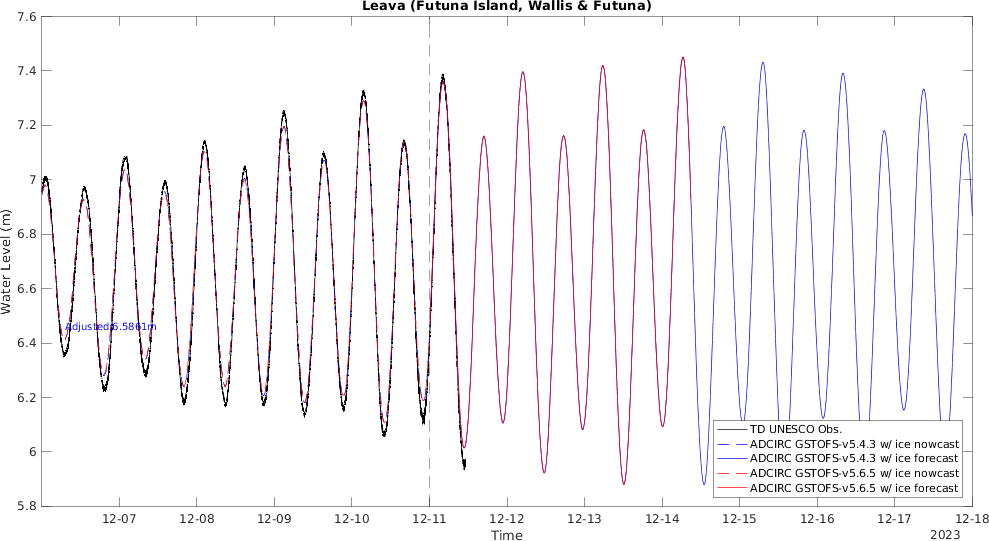 Leava (Futuna Island, Wallis & Futuna)
7.6
7.4
7.2
7
6.8
6.6
6.4
6.2
6
5.8
Water Level (m)
Adjusted:6.5861m
TD UNESCO Obs.
ADCIRC GSTOFS-v5.4.3 w/ ice nowcast
ADCIRC GSTOFS-v5.4.3 w/ ice forecast
ADCIRC GSTOFS-v5.6.5 w/ ice nowcast
ADCIRC GSTOFS-v5.6.5 w/ ice forecast
12-07 12-08 12-09 12-10 12-11 12-12 12-13 12-14 12-15 12-16 12-17 12-18
Time
2023